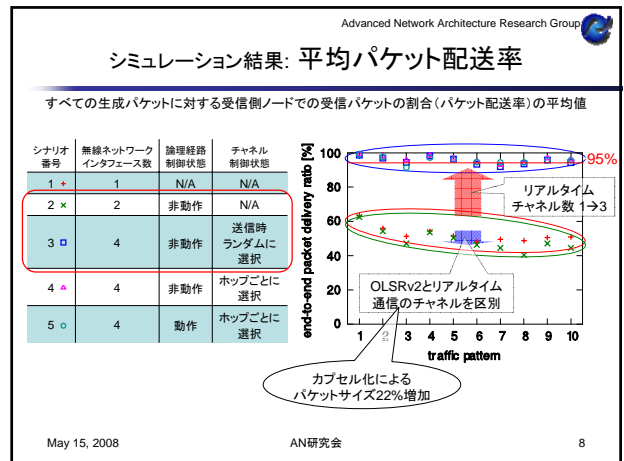 Advanced Network Architecture Research Group
シミュレーション結果: 平均パケット配送率
すべての生成パケットに対する受信側ノードでの受信パケットの割合(パケット配送率)の平均値
シナリオ番号 無線ネットワークインタフェース数 論理経路制御状態 チャネル制御状態
1 + 1 N/A N/A
2 × 2 非動作 N/A
3 □ 4 非動作 送信時ランダムに選択
4 △ 4 非動作 ホップごとに選択
5 ○ 4 動作 ホップごとに選択
end-to-end packet delivery ratio [%]
100
80
60
40
20
0
95%
リアルタイム
チャネル数 1→3
OLSRv2とリアルタイム
通信のチャネルを区別
1 2 3 4 5 6 7 8 9 10
traffic pattern
カプセル化による
パケットサイズ22%増加
May 15, 2008 AN研究会 8